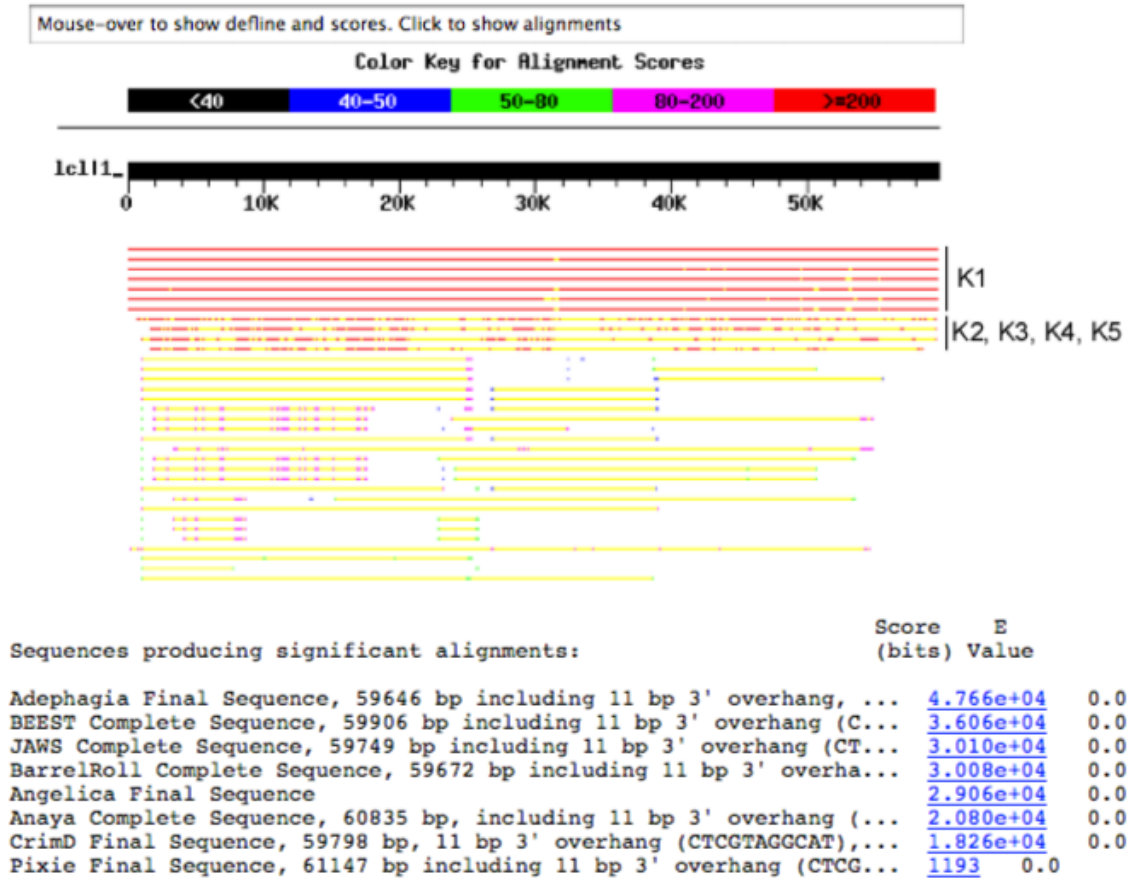 Mouse-over to show defline and scores. Click to show alignments
Color Key for Alignment Scores
<40 40-50 50-80 80-200 >=200
lcl|1_
0 10K 20K 30K 40K 50K
K1
K2, K3, K4, K5
Score E
Sequences producing significant alignments: (bits) Value
Adephagia Final Sequence, 59646 bp including 11 bp 3' overhang, ... 4.766e+04 0.0
BEEST Complete Sequence, 59906 bp including 11 bp 3' overhang (C... 3.606e+04 0.0
JAWS Complete Sequence, 59749 bp including 11 bp 3' overhang (CT... 3.010e+04 0.0
BarrelRoll Complete Sequence, 59672 bp including 11 bp 3' overha... 3.008e+04 0.0
Angelica Final Sequence 2.906e+04 0.0
Anaya Complete Sequence, 60835 bp, including 11 bp 3' overhang (... 2.080e+04 0.0
CrimD Final Sequence, 59798 bp, 11 bp 3' overhang (CTCGTAGGCAT),... 1.826e+04 0.0
Pixie Final Sequence, 61147 bp including 11 bp 3' overhang (CTCG... 1193 0.0